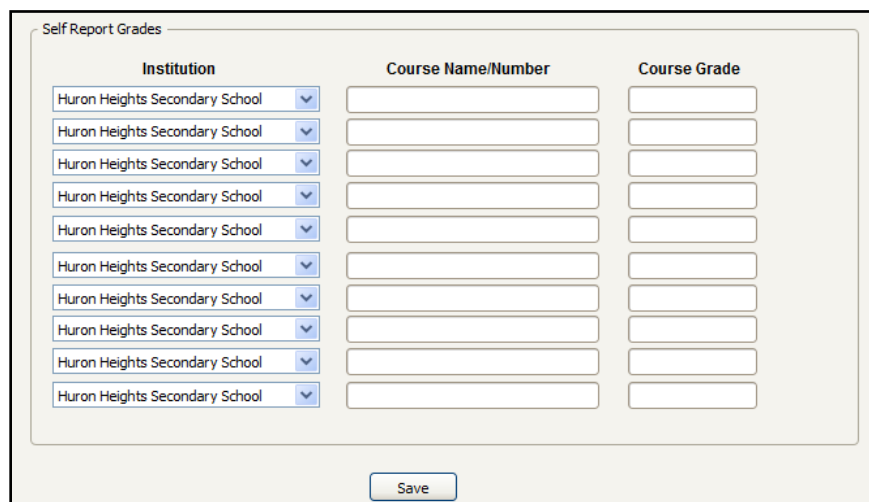 Self Report Grades
Institution Course Name/Number Course Grade
Huron Heights Secondary School
Huron Heights Secondary School
Huron Heights Secondary School
Huron Heights Secondary School
Huron Heights Secondary School
Huron Heights Secondary School
Huron Heights Secondary School
Huron Heights Secondary School
Huron Heights Secondary School
Huron Heights Secondary School
Save